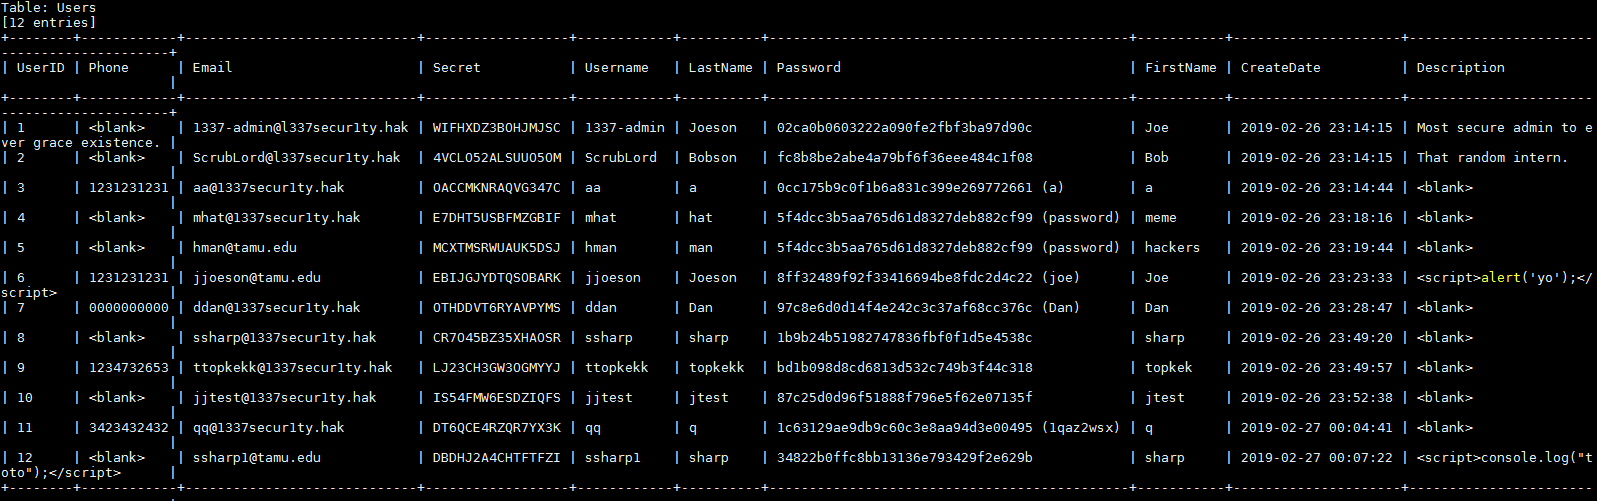 Table: Users
[12 entries]
+--------+------------+-----------------------------+------------------+------------+----------+---------------------------------------------+-----------+---------------------+-----------------------
---------------------+
| UserID | Phone      | Email                       | Secret           | Username   | LastName | Password                                    | FirstName | CreateDate          | Description
                     |
+--------+------------+-----------------------------+------------------+------------+----------+---------------------------------------------+-----------+---------------------+-----------------------
---------------------+
| 1      | <blank>    | 1337-admin@l337secur1ty.hak | WIFHXDZ3BOHJMJSC | 1337-admin | Joeson   | 02ca0b0603222a090fe2fbf3ba97d90c            | Joe       | 2019-02-26 23:14:15 | Most secure admin to e
ver grace existence. |
| 2      | <blank>    | ScrubLord@l337secur1ty.hak  | 4VCLO52ALSUUO5OM | ScrubLord  | Bobson   | fc8b8be2abe4a79bf6f36eee484c1f08            | Bob       | 2019-02-26 23:14:15 | That random intern.
                     |
| 3      | 1231231231 | aa@1337secur1ty.hak         | OACCMKNRAQVG347C | aa         | a        | 0cc175b9c0f1b6a831c399e269772661 (a)        | a         | 2019-02-26 23:14:44 | <blank>
                     |
| 4      | <blank>    | mhat@1337secur1ty.hak       | E7DHT5USBFMZGBIF | mhat       | hat      | 5f4dcc3b5aa765d61d8327deb882cf99 (password) | meme      | 2019-02-26 23:18:16 | <blank>
                     |
| 5      | <blank>    | hman@tamu.edu               | MCXTMSRWUAUK5DSJ | hman       | man      | 5f4dcc3b5aa765d61d8327deb882cf99 (password) | hackers   | 2019-02-26 23:19:44 | <blank>
                     |
| 6      | 1231231231 | jjoeson@tamu.edu            | EBIJGJYDTQSOBARK | jjoeson    | Joeson   | 8ff32489f92f33416694be8fdc2d4c22 (joe)      | Joe       | 2019-02-26 23:23:33 | <script>alert('yo');</
script>              |
| 7      | 0000000000 | ddan@1337secur1ty.hak       | OTHDDVT6RYAVPYMS | ddan       | Dan      | 97c8e6d0d14f4e242c3c37af68cc376c (Dan)      | Dan       | 2019-02-26 23:28:47 | <blank>
                     |
| 8      | <blank>    | ssharp@1337secur1ty.hak     | CR7O45BZ35XHAOSR | ssharp     | sharp    | 1b9b24b51982747836fbf0f1d5e4538c            | sharp     | 2019-02-26 23:49:20 | <blank>
                     |
| 9      | 1234732653 | ttopkekk@1337secur1ty.hak   | LJ23CH3GW3OGMYYJ | ttopkekk   | topkekk  | bd1b098d8cd6813d532c749b3f44c318            | topkek    | 2019-02-26 23:49:57 | <blank>
                     |
| 10     | <blank>    | jjtest@1337secur1ty.hak     | IS54FMW6ESDZIQFS | jjtest     | jtest    | 87c25d0d96f51888f796e5f62e07135f            | jtest     | 2019-02-26 23:52:38 | <blank>
                     |
| 11     | 3423432432 | qq@1337secur1ty.hak         | DT6QCE4RZQR7YX3K | qq         | q        | 1c63129ae9db9c60c3e8aa94d3e00495 (1qaz2wsx) | q         | 2019-02-27 00:04:41 | <blank>
                     |
| 12     | <blank>    | ssharp1@tamu.edu            | DBDHJ2A4CHTFTFZI | ssharp1    | sharp    | 34822b0ffc8bb13136e793429f2e629b            | sharp     | 2019-02-27 00:07:22 | <script>console.log("t
oto");</script>      |
+--------+------------+-----------------------------+------------------+------------+----------+---------------------------------------------+-----------+---------------------+-----------------------